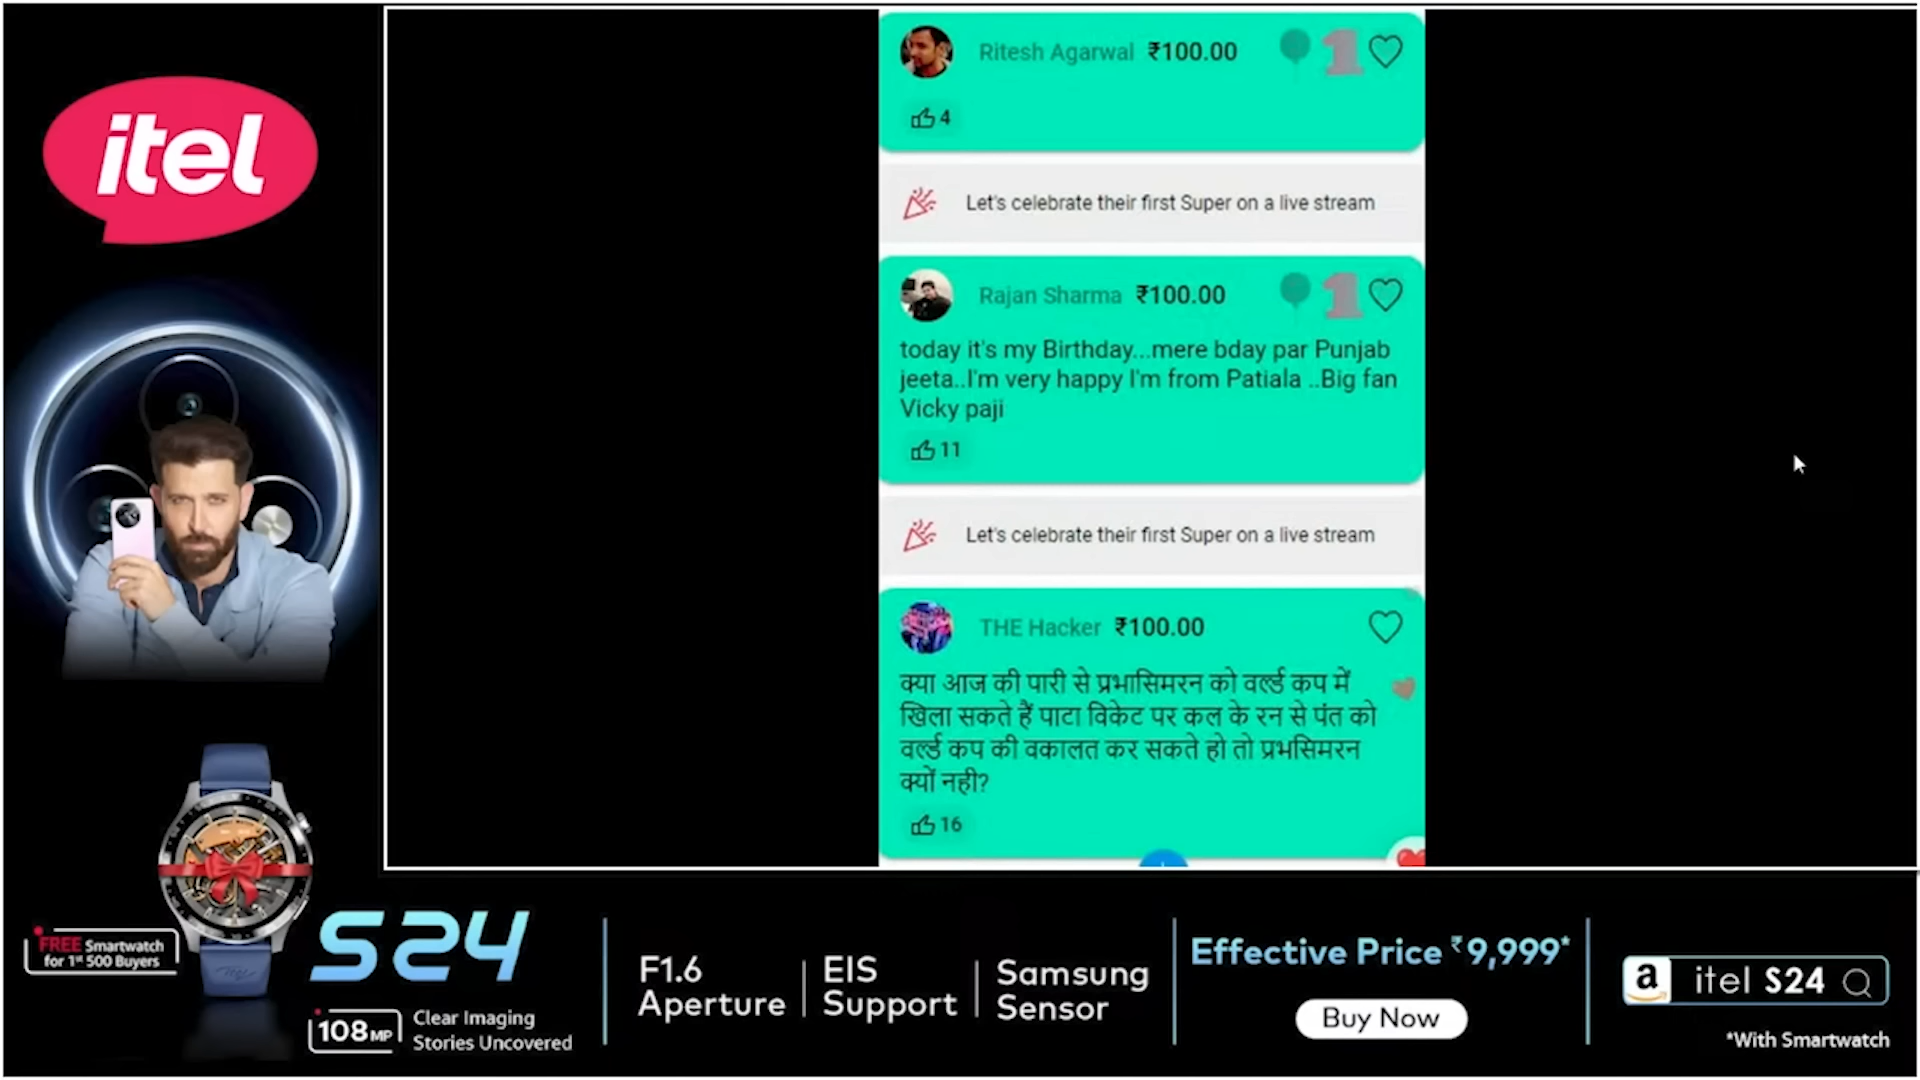 itel
Ritesh Agarwal ₹100.00
1
4
Let's celebrate their first Super on a live stream
Rajan Sharma ₹100.00
1
today it's my Birthday...mere bday par Punjab
jeeta..I'm very happy I'm from Patiala ..Big fan
Vicky paji
11
Let's celebrate their first Super on a live stream
THE Hacker ₹100.00
क्या आज की पारी से प्रभासिमरन को वर्ल्ड कप में
खिला सकते हैं पाटा विकेट पर कल के रन से पंत को
वर्ल्ड कप की वकालत कर सकते हो तो प्रभसिमरन
क्यों नही?
16
FREE Smartwatch
for 1st 500 Buyers
itel
S24
108MP
Clear Imaging
Stories Uncovered
F1.6
Aperture
EIS
Support
Samsung
Sensor
Effective Price ₹9,999*
Buy Now
a itel S24
*With Smartwatch